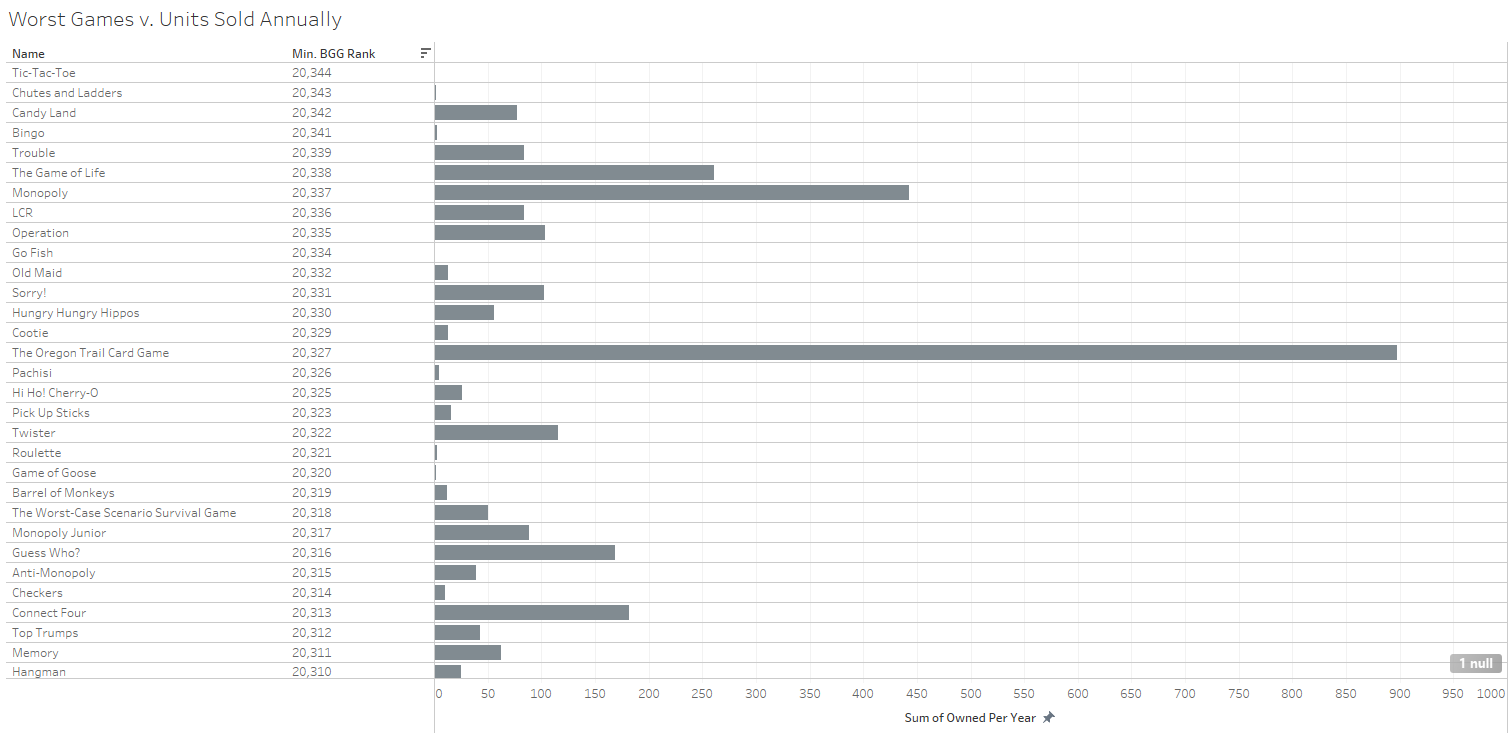 Worst Games v. Units Sold Annually
Name Min. BGG Rank
Tic-Tac-Toe 20,344
Chutes and Ladders 20,343
Candy Land 20,342
Bingo 20,341
Trouble 20,339
The Game of Life 20,338
Monopoly 20,337
LCR 20,336
Operation 20,335
Go Fish 20,334
Old Maid 20,332
Sorry! 20,331
Hungry Hungry Hippos 20,330
Cootie 20,329
The Oregon Trail Card Game 20,327
Pachisi 20,326
Hi Ho! Cherry-O 20,325
Pick Up Sticks 20,323
Twister 20,322
Roulette 20,321
Game of Goose 20,320
Barrel of Monkeys 20,319
The Worst-Case Scenario Survival Game 20,318
Monopoly Junior 20,317
Guess Who? 20,316
Anti-Monopoly 20,315
Checkers 20,314
Connect Four 20,313
Top Trumps 20,312
Memory 20,311
1 null
Hangman 20,310
0 50 100 150 200 250 300 350 400 450 500 550 600 650 700 750 800 850 900 950 1000
Sum of Owned Per Year